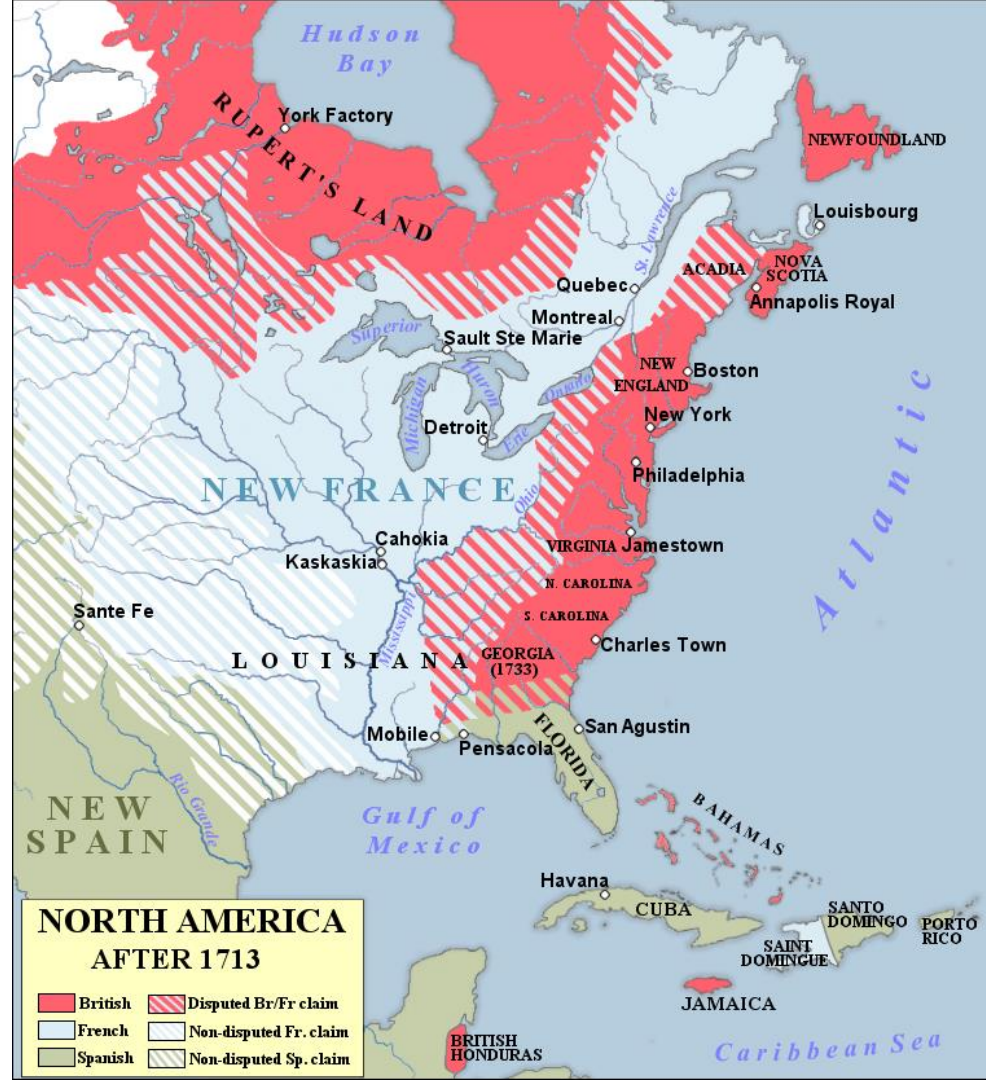 Hudson
Bay
York Factory
RUPERT'S LAND
NEWFOUNDLAND
Louisbourg
St. Lawrence
ACADIA
NOVA
SCOTIA
Quebec
Annapolis Royal
Montreal
Superior
Sault Ste Marie
NEW
ENGLAND
Boston
Michigan
Huron
Ontario
New York
Detroit
Erie
Philadelphia
NEW FRANCE
Ohio
Atlantic
Cahokia
Kaskaskia
VIRGINIA
Jamestown
N. CAROLINA
Mississippi
S. CAROLINA
Sante Fe
Charles Town
LOUISIANA
GEORGIA
(1733)
Mobile
Pensacola
FLORIDA
San Agustin
Rio Grande
NEW
SPAIN
Gulf of
Mexico
BAHAMAS
Havana
CUBA
SANTO
DOMINGO
PORTO
RICO
SAINT
DOMINGUE
JAMAICA
BRITISH
HONDURAS
Caribbean Sea
NORTH AMERICA
AFTER 1713
British
Disputed Br/Fr claim
French
Non-disputed Fr. claim
Spanish
Non-disputed Sp. claim